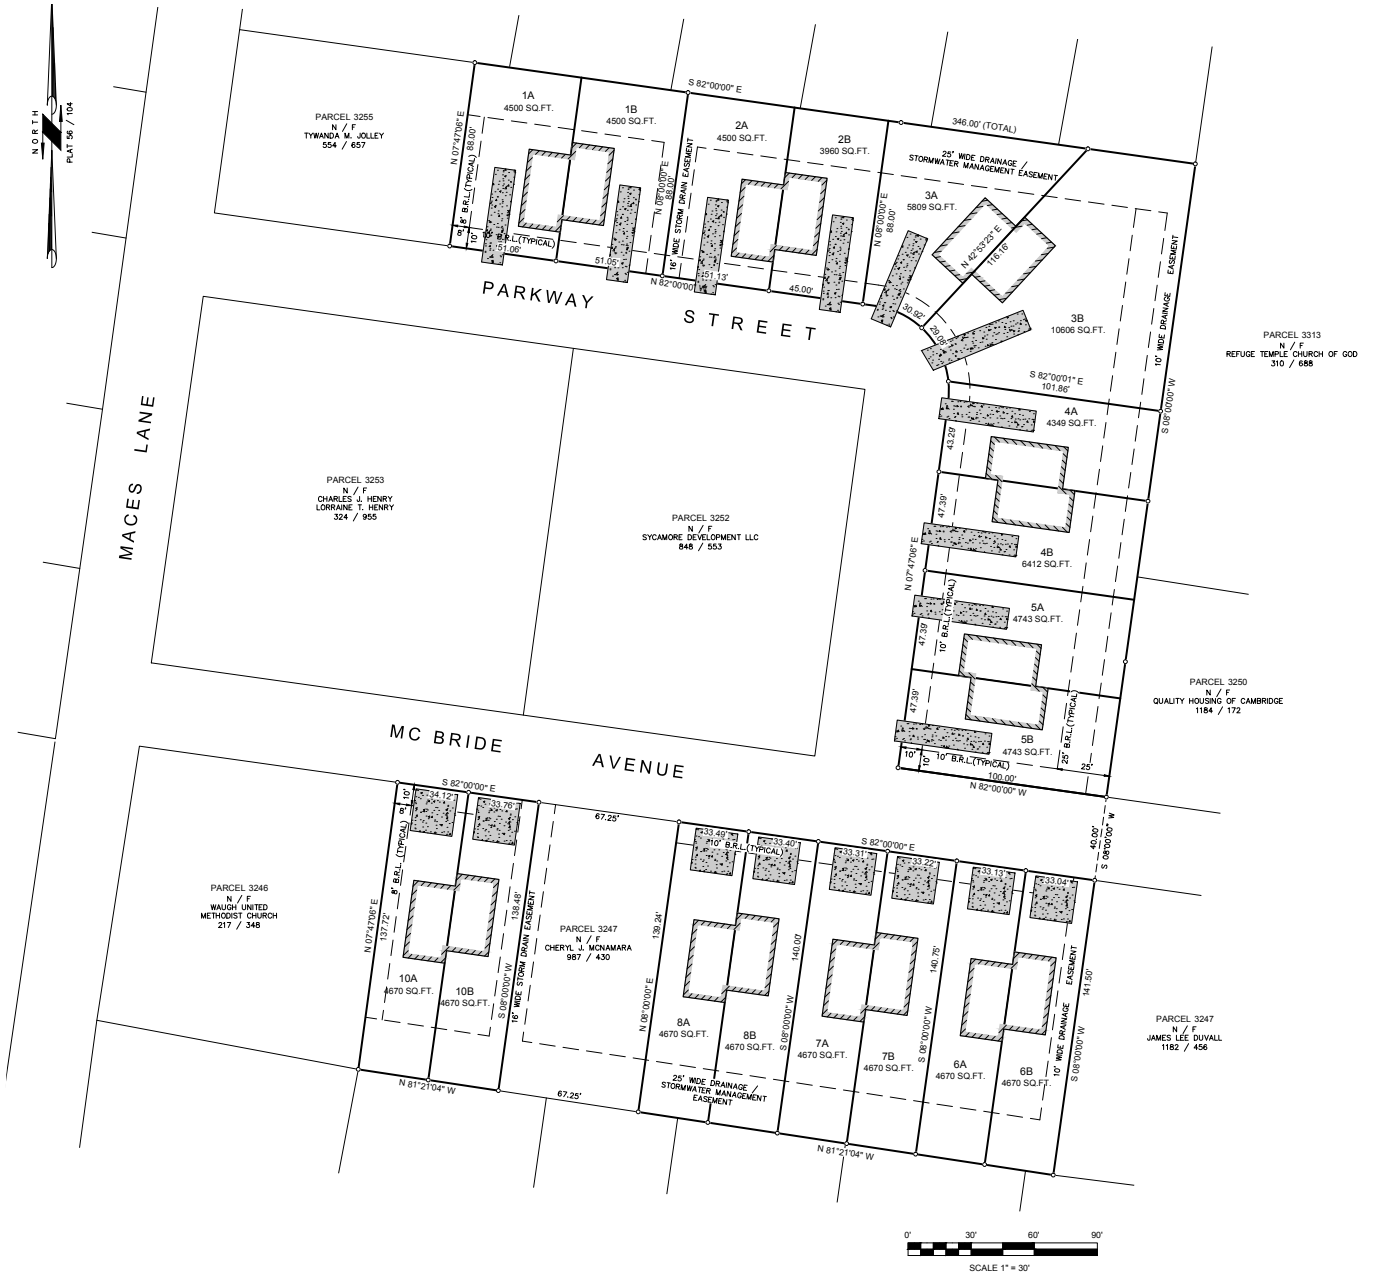 NORTH
PLAT 56 / 104
PARCEL 3255
N / F
TYWANDA M. JOLLEY
554 / 657
S 82°00'00" E
346.00' (TOTAL)
1A
4500 SQ.FT.
1B
4500 SQ.FT.
2A
4500 SQ.FT.
2B
3960 SQ.FT.
25' WIDE DRAINAGE /
STORMWATER MANAGEMENT EASEMENT
3A
5809 SQ.FT.
N 07°47'06" E
88.00'
8' B.R.L.(TYPICAL)
N 08°00'00" E
88.00'
16' WIDE STORM DRAIN EASEMENT
N 08°00'00" E
88.00'
N 42°53'23" E
116.16'
8'
10'
10' B.R.L.(TYPICAL)
51.06'
51.05'
N 82°00'00" W
51.13'
45.00'
30.92'
29.08'
3B
10606 SQ.FT.
10' WIDE DRAINAGE EASEMENT
S 08°00'00" W
PARCEL 3313
N / F
REFUGE TEMPLE CHURCH OF GOD
310 / 688
PARKWAY STREET
MACES LANE
S 82°00'01" E
101.86'
4A
4349 SQ.FT.
43.29'
47.39'
4B
6412 SQ.FT.
N 07°47'06" E
5A
4743 SQ.FT.
47.39'
10' B.R.L.(TYPICAL)
47.39'
5B
4743 SQ.FT.
25' B.R.L.(TYPICAL)
10'
10'
10' B.R.L.(TYPICAL)
25'
100.00'
N 82°00'00" W
PARCEL 3253
N / F
CHARLES J. HENRY
LORRAINE T. HENRY
324 / 955
PARCEL 3252
N / F
SYCAMORE DEVELOPMENT LLC
848 / 553
PARCEL 3250
N / F
QUALITY HOUSING OF CAMBRIDGE
1184 / 172
MC BRIDE AVENUE
40.00'
S 08°00'00" W
S 82°00'00" E
10'
8'
34.12'
33.76'
67.25'
33.49'
33.40'
10' B.R.L.(TYPICAL)
S 82°00'00" E
33.31'
33.22'
33.13'
33.04'
PARCEL 3246
N / F
WAUGH UNITED
METHODIST CHURCH
217 / 348
8' B.R.L. (TYPICAL)
N 07°47'06" E
137.72'
138.48'
S 08°00'00" W
16' WIDE STORM DRAIN EASEMENT
10A
4670 SQ.FT.
10B
4670 SQ.FT.
PARCEL 3247
N / F
CHERYL J. MCNAMARA
987 / 430
139.24'
N 08°00'00" E
8A
4670 SQ.FT.
8B
4670 SQ.FT.
140.00'
S 08°00'00" W
7A
4670 SQ.FT.
7B
4670 SQ.FT.
140.75'
S 08°00'00" W
6A
4670 SQ.FT.
6B
4670 SQ.FT.
10' WIDE DRAINAGE EASEMENT
141.50'
S 08°00'00" W
PARCEL 3247
N / F
JAMES LEE DUVALL
1182 / 456
N 81°21'04" W
67.25'
25' WIDE DRAINAGE /
STORMWATER MANAGEMENT
EASEMENT
N 81°21'04" W
0' 30' 60' 90'
SCALE 1" = 30'